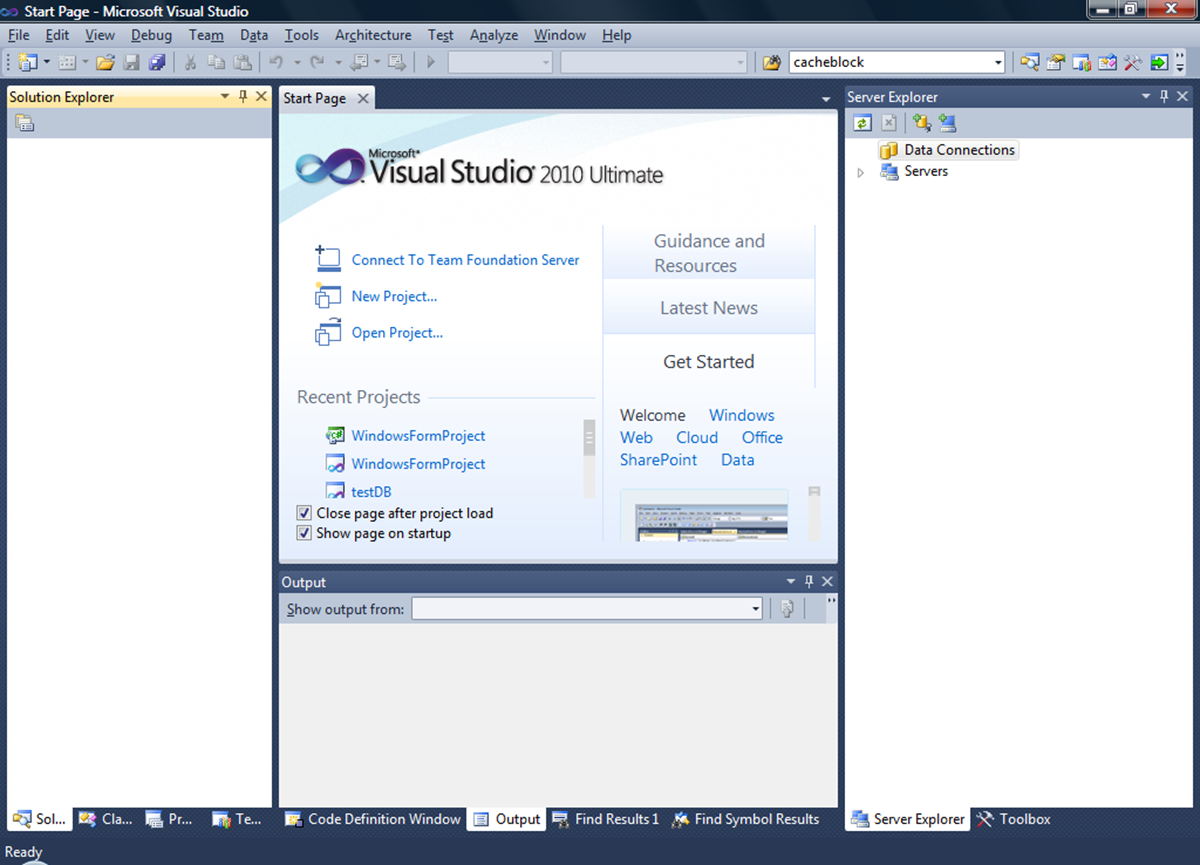 Start Page - Microsoft Visual Studio
File Edit View Debug Team Data Tools Architecture Test Analyze Window Help
cacheblock
Solution Explorer
Start Page
Microsoft®
Visual Studio® 2010 Ultimate
Connect To Team Foundation Server
New Project...
Open Project...
Recent Projects
WindowsFormProject
WindowsFormProject
testDB
Close page after project load
Show page on startup
Guidance and
Resources
Latest News
Get Started
Welcome Windows
Web Cloud Office
SharePoint Data
Output
Show output from:
Server Explorer
Data Connections
Servers
Sol... Cla... Pr... Te... Code Definition Window Output Find Results 1 Find Symbol Results Server Explorer Toolbox
Ready